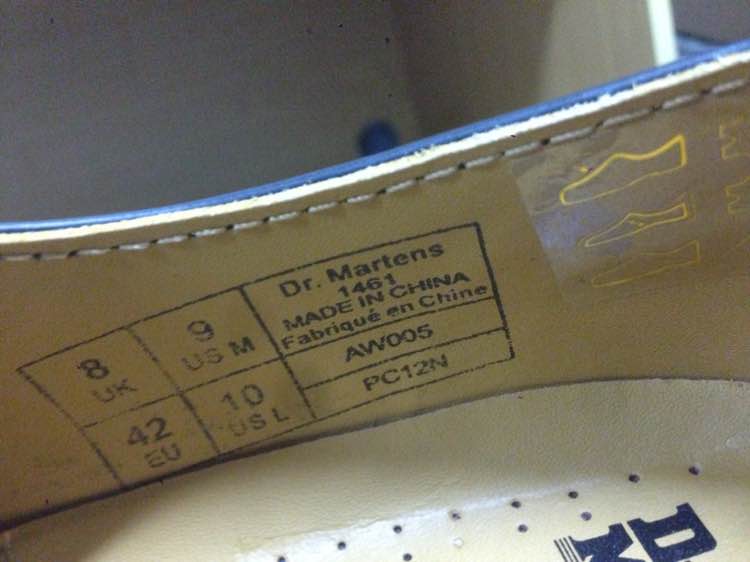 Dr. Martens
1461
MADE IN CHINA
Fabriqué en Chine
AW005
PC12N
8
UK
9
US M
42
EU
10
US L